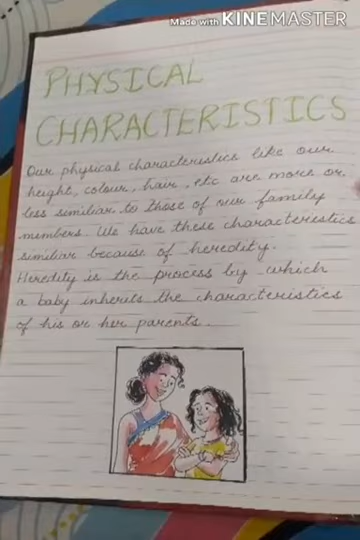 Made with KINEMASTER
PHYSICAL
CHARACTERISTICS
Our physical characteristics like our
height, colour, hair, etc are more or
less similiar to those of our family
members. We have these characteristics
similiar because of heredity.
Heredity is the process by which
a baby inherits the characteristics
of his or her parents.